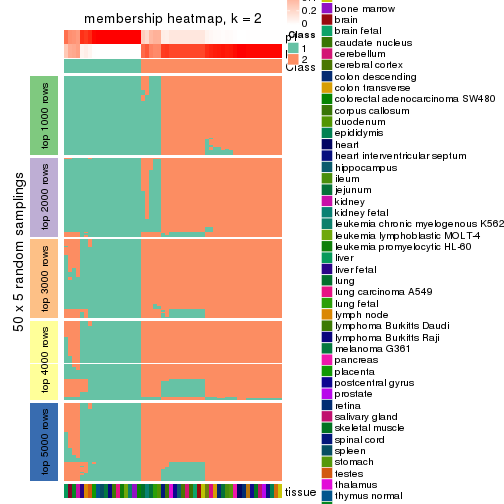 membership heatmap, k = 2
50 x 5 random samplings
top 1000 rows
top 2000 rows
top 3000 rows
top 4000 rows
top 5000 rows
0.2
0
Class
1
2
Class
tissue
bone marrow
brain
brain fetal
caudate nucleus
cerebellum
cerebral cortex
colon descending
colon transverse
colorectal adenocarcinoma SW480
corpus callosum
duodenum
epididymis
heart
heart interventricular septum
hippocampus
ileum
jejunum
kidney
kidney fetal
leukemia chronic myelogenous K562
leukemia lymphoblastic MOLT-4
leukemia promyelocytic HL-60
liver
liver fetal
lung
lung carcinoma A549
lung fetal
lymph node
lymphoma Burkitts Daudi
lymphoma Burkitts Raji
melanoma G361
pancreas
placenta
postcentral gyrus
prostate
retina
salivary gland
skeletal muscle
spinal cord
spleen
stomach
testes
thalamus
thymus normal